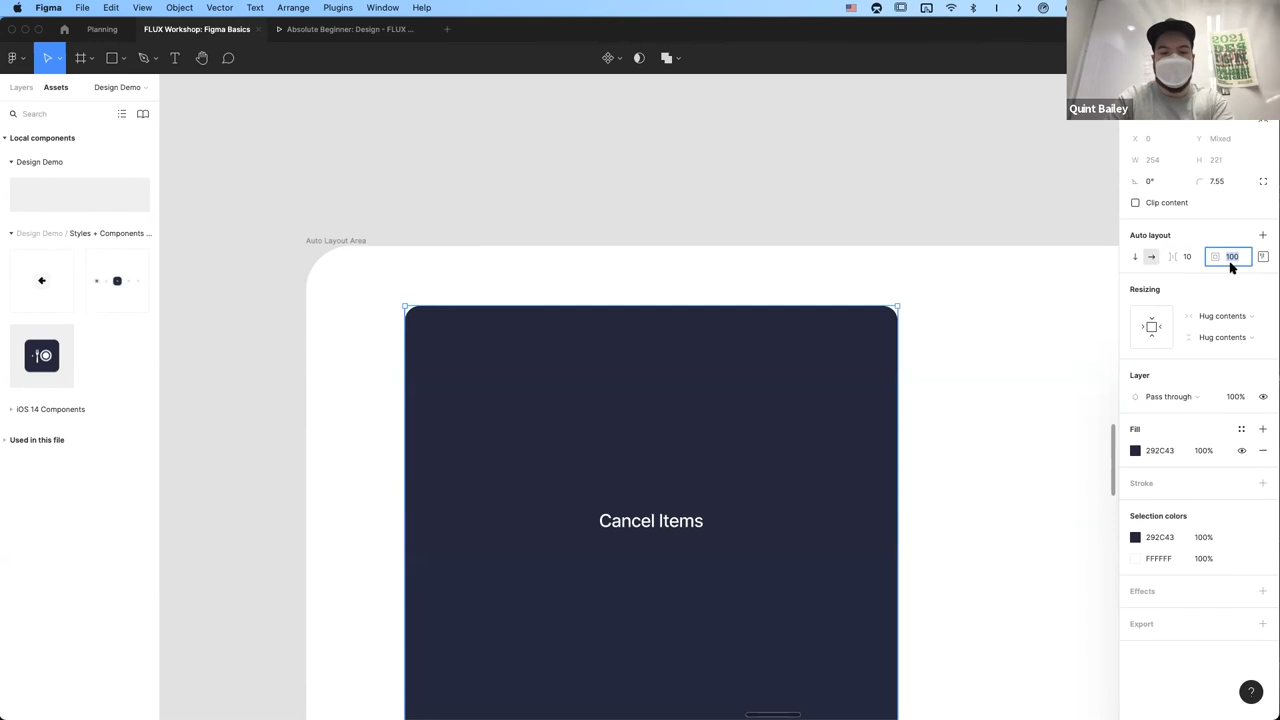 Figma File Edit View Object Vector Text Arrange Plugins Window Help
Planning FLUX Workshop: Figma Basics Absolute Beginner: Design - FLUX ...
Layers Assets Design Demo
Search
Local components
Design Demo
Design Demo / Styles + Components ...
iOS 14 Components
Used in this file
Auto Layout Area
Cancel Items
2021
Quint Bailey
X 0 Y Mixed
W 254 H 221
0° 7.55
Clip content
Auto layout
10 100
Resizing
Hug contents
Hug contents
Layer
Pass through 100%
Fill
292C43 100%
Stroke
Selection colors
292C43 100%
FFFFFF 100%
Effects
Export
?